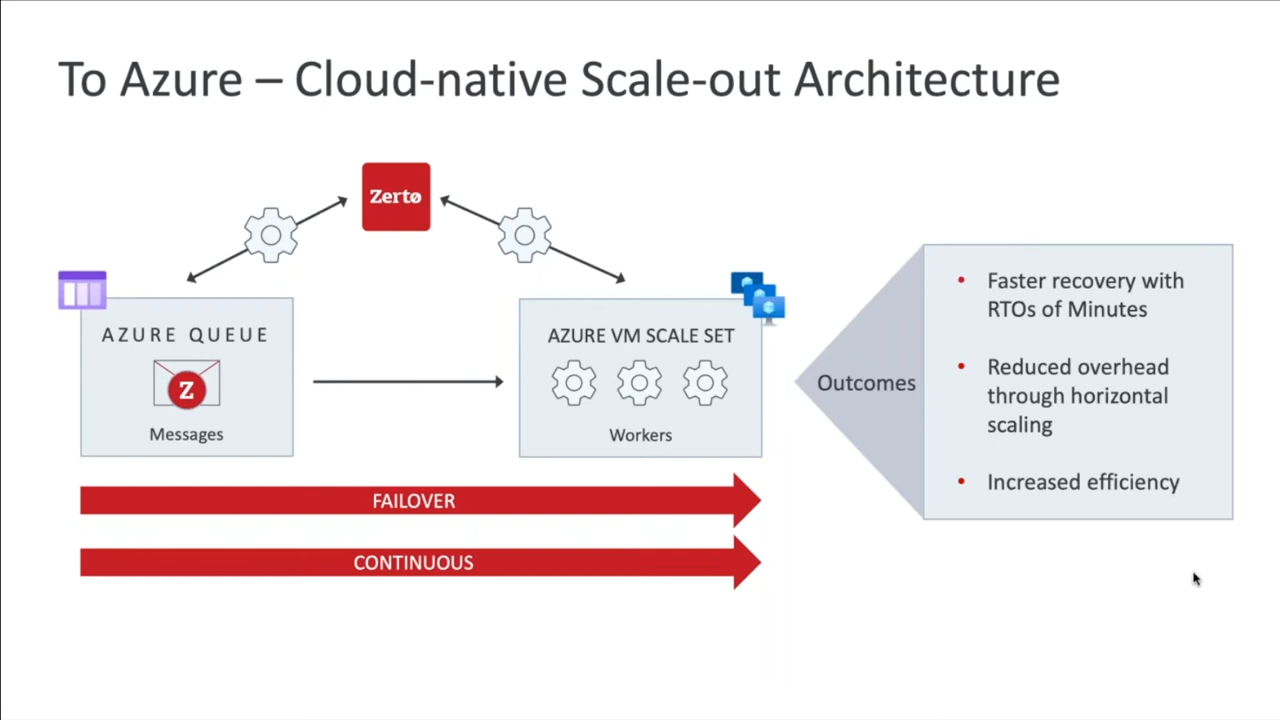 To Azure – Cloud-native Scale-out Architecture
Zerto
AZURE QUEUE
Z
Messages
AZURE VM SCALE SET
Workers
FAILOVER
CONTINUOUS
Outcomes
• Faster recovery with
RTOs of Minutes
• Reduced overhead
through horizontal
scaling
• Increased efficiency